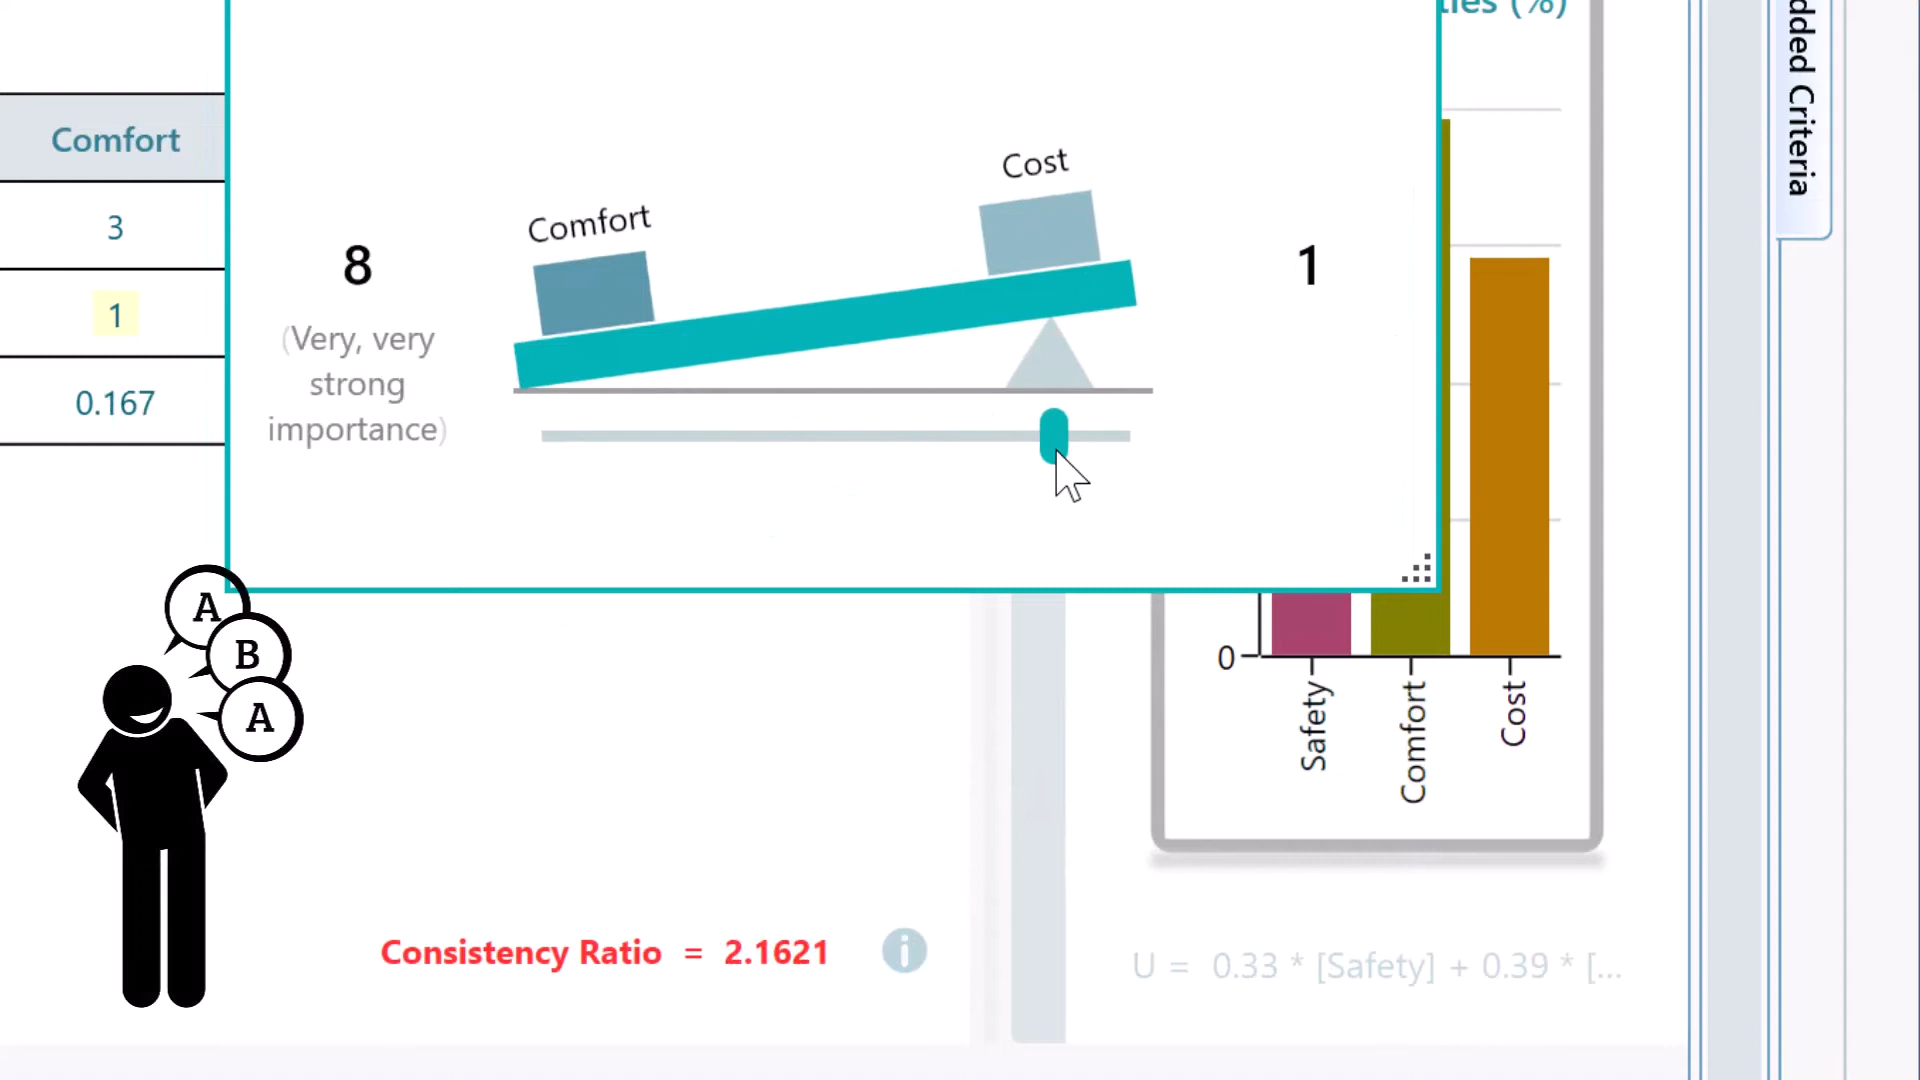 ties (%)
dded Criteria
Comfort
3
1
0.167
Comfort
Cost
8
1
(Very, very
strong
importance)
0
Safety
Comfort
Cost
A
B
A
Consistency Ratio = 2.1621
i
U = 0.33 * [Safety] + 0.39 * [...